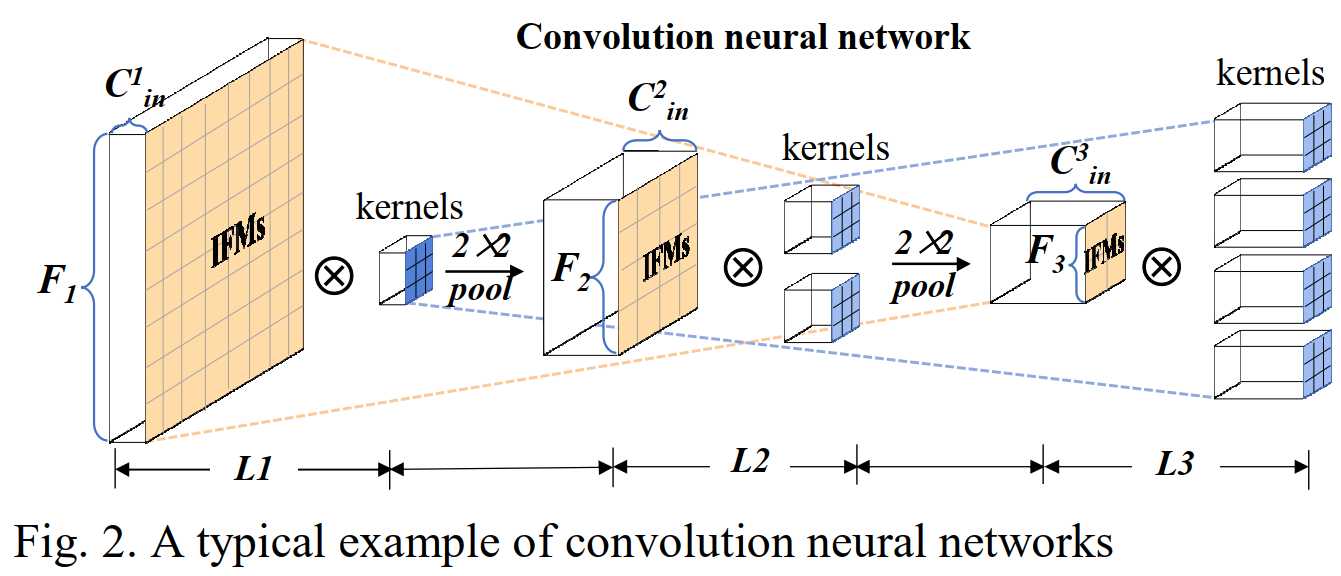 Convolution neural network
C¹in
F1
IFMs
⊗
kernels
2×2
pool
C²in
F2
IFMs
⊗
kernels
2×2
pool
C³in
F3
IFMs
⊗
kernels
L1
L2
L3
Fig. 2. A typical example of convolution neural networks